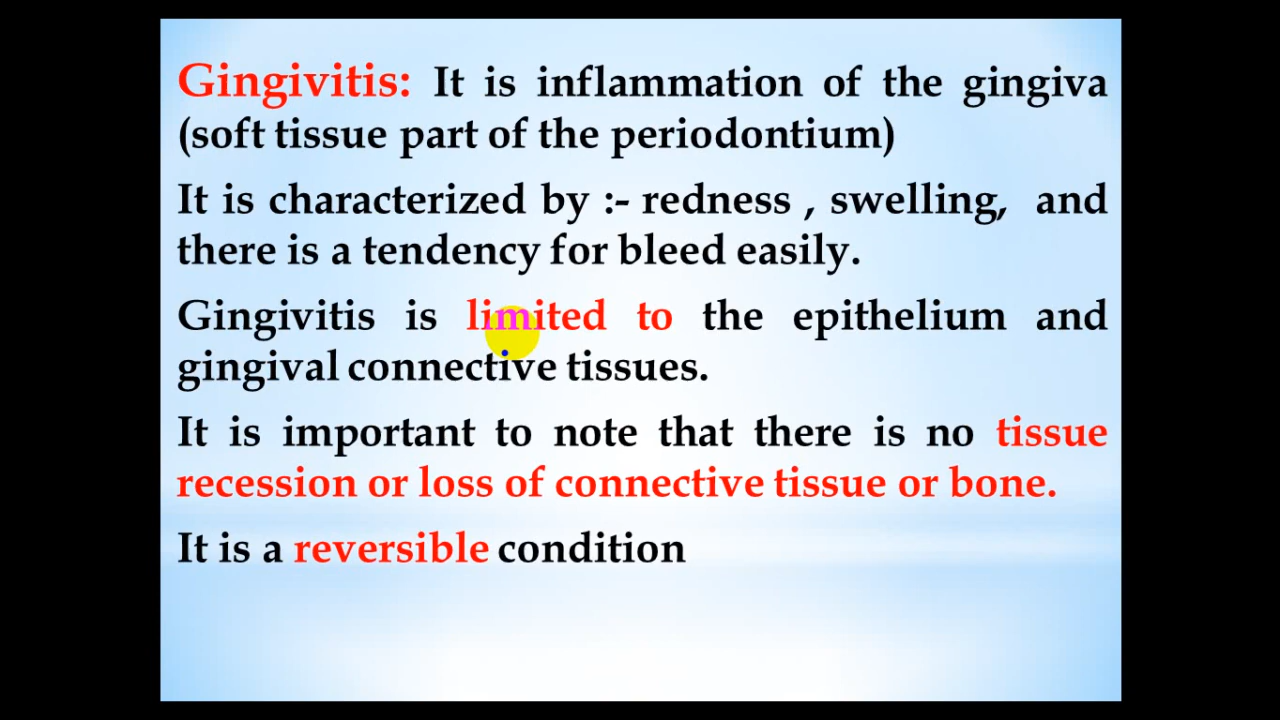 Gingivitis: It is inflammation of the gingiva
(soft tissue part of the periodontium)
It is characterized by :- redness , swelling, and
there is a tendency for bleed easily.
Gingivitis is limited to the epithelium and
gingival connective tissues.
It is important to note that there is no tissue
recession or loss of connective tissue or bone.
It is a reversible condition